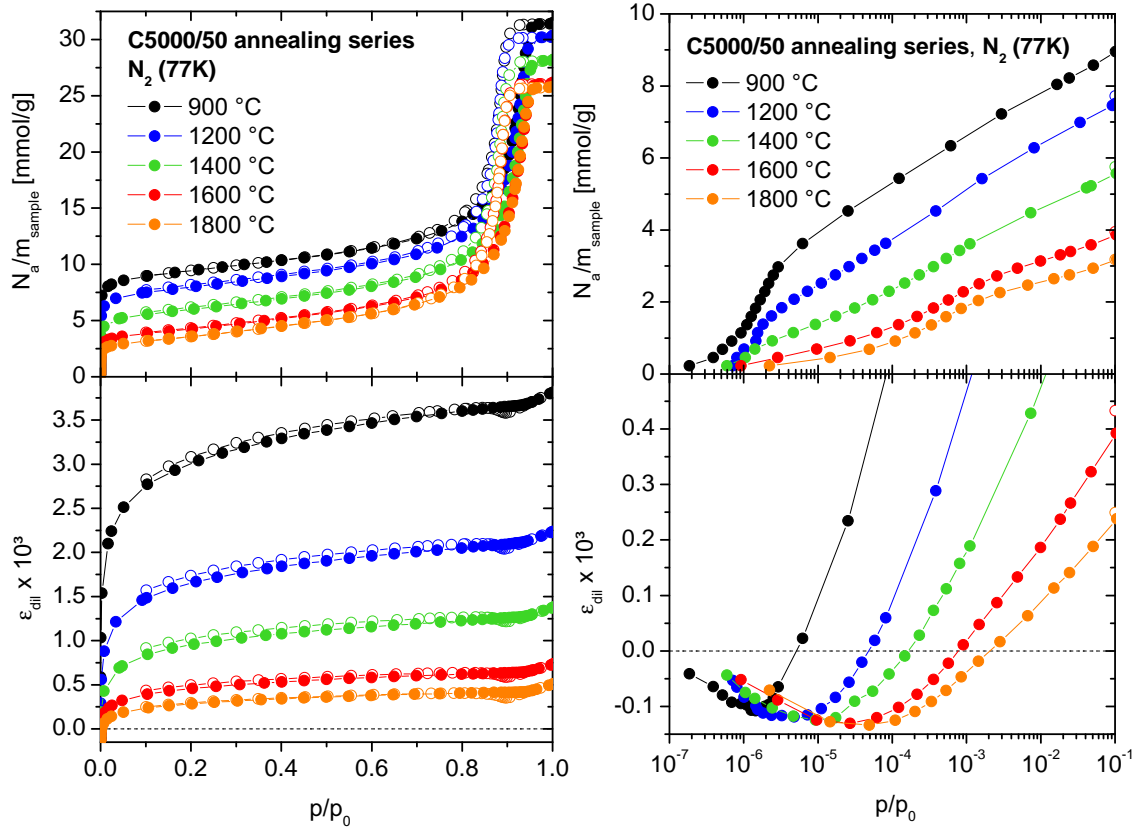 C5000/50 annealing series
N₂ (77K)
900 °C
1200 °C
1400 °C
1600 °C
1800 °C
Nₐ/m_sample [mmol/g]
30
25
20
15
10
5
0
ε_dil x 10³
3.5
3.0
2.5
2.0
1.5
1.0
0.5
0.0
0.0 0.2 0.4 0.6 0.8 1.0
p/p₀
C5000/50 annealing series, N₂ (77K)
900 °C
1200 °C
1400 °C
1600 °C
1800 °C
Nₐ/m_sample [mmol/g]
10
8
6
4
2
0
ε_dil x 10³
0.4
0.3
0.2
0.1
0.0
-0.1
10⁻⁷ 10⁻⁶ 10⁻⁵ 10⁻⁴ 10⁻³ 10⁻² 10⁻¹
p/p₀